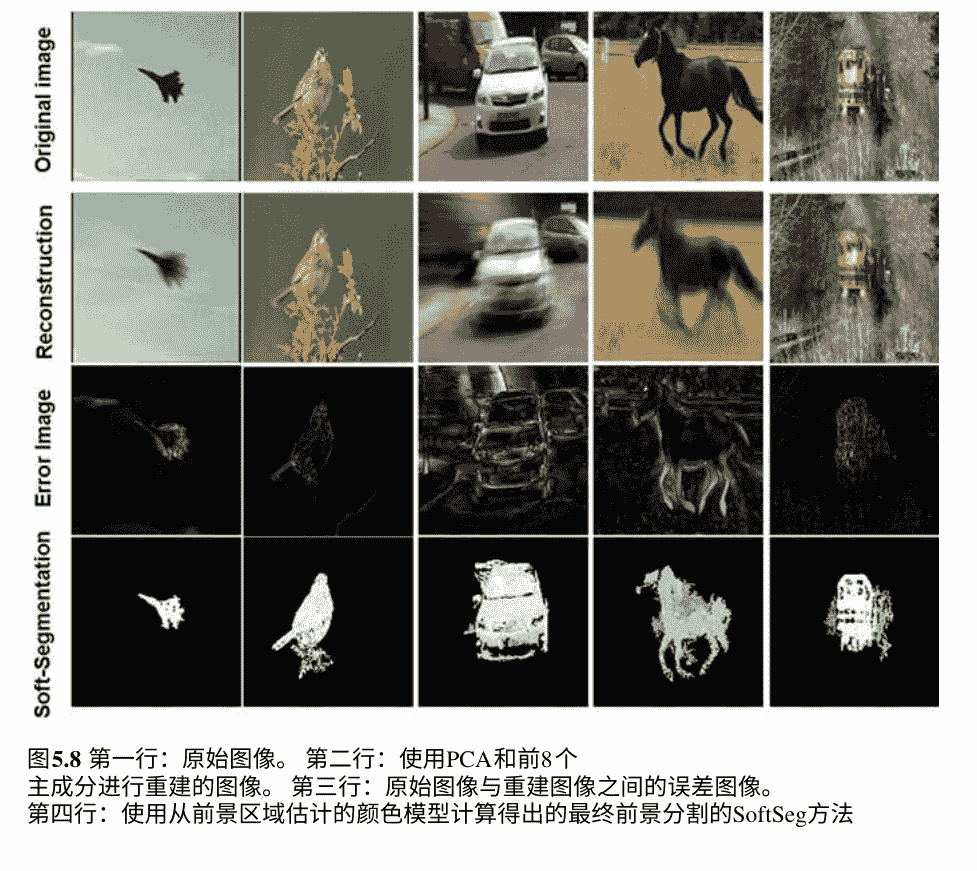 Original image
Reconstruction
Error Image
Soft-Segmentation
图5.8 第一行：原始图像。 第二行：使用PCA和前8个
主成分进行重建的图像。 第三行：原始图像与重建图像之间的误差图像。
第四行：使用从前景区域估计的颜色模型计算得出的最终前景分割的SoftSeg方法